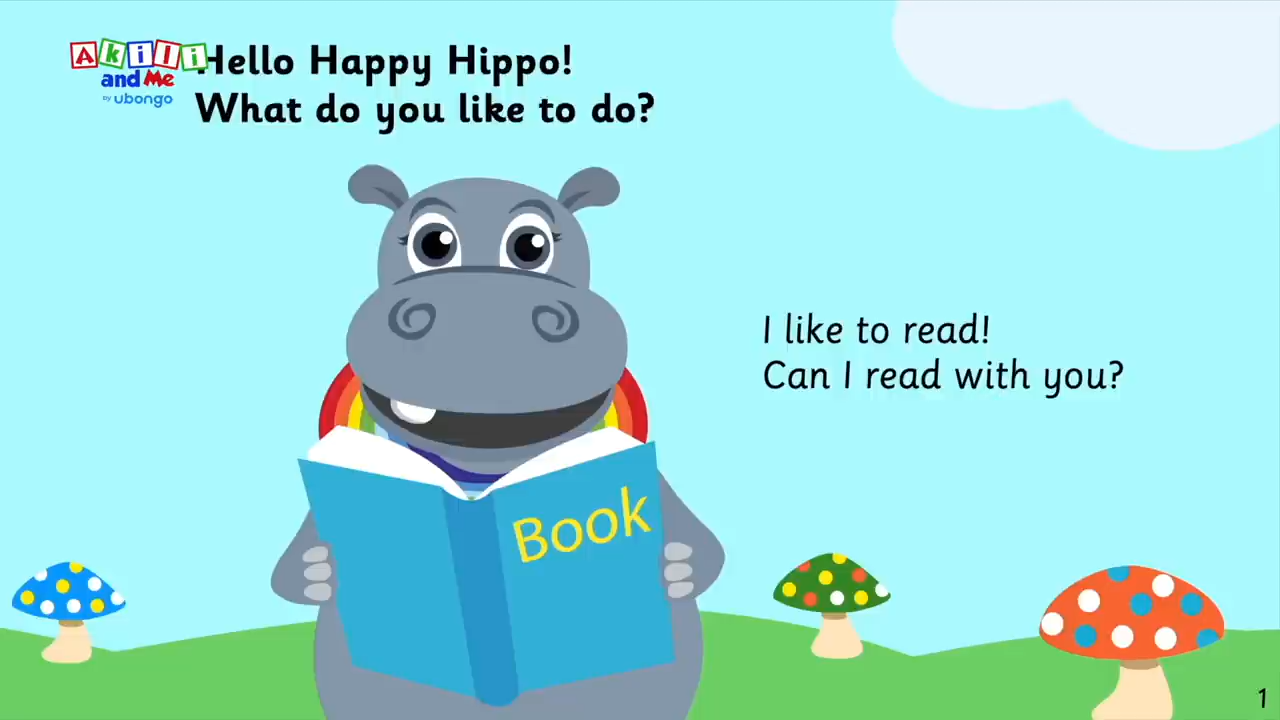 Akili
and Me
by ubongo
Hello Happy Hippo!
What do you like to do?
I like to read!
Can I read with you?
Book
1